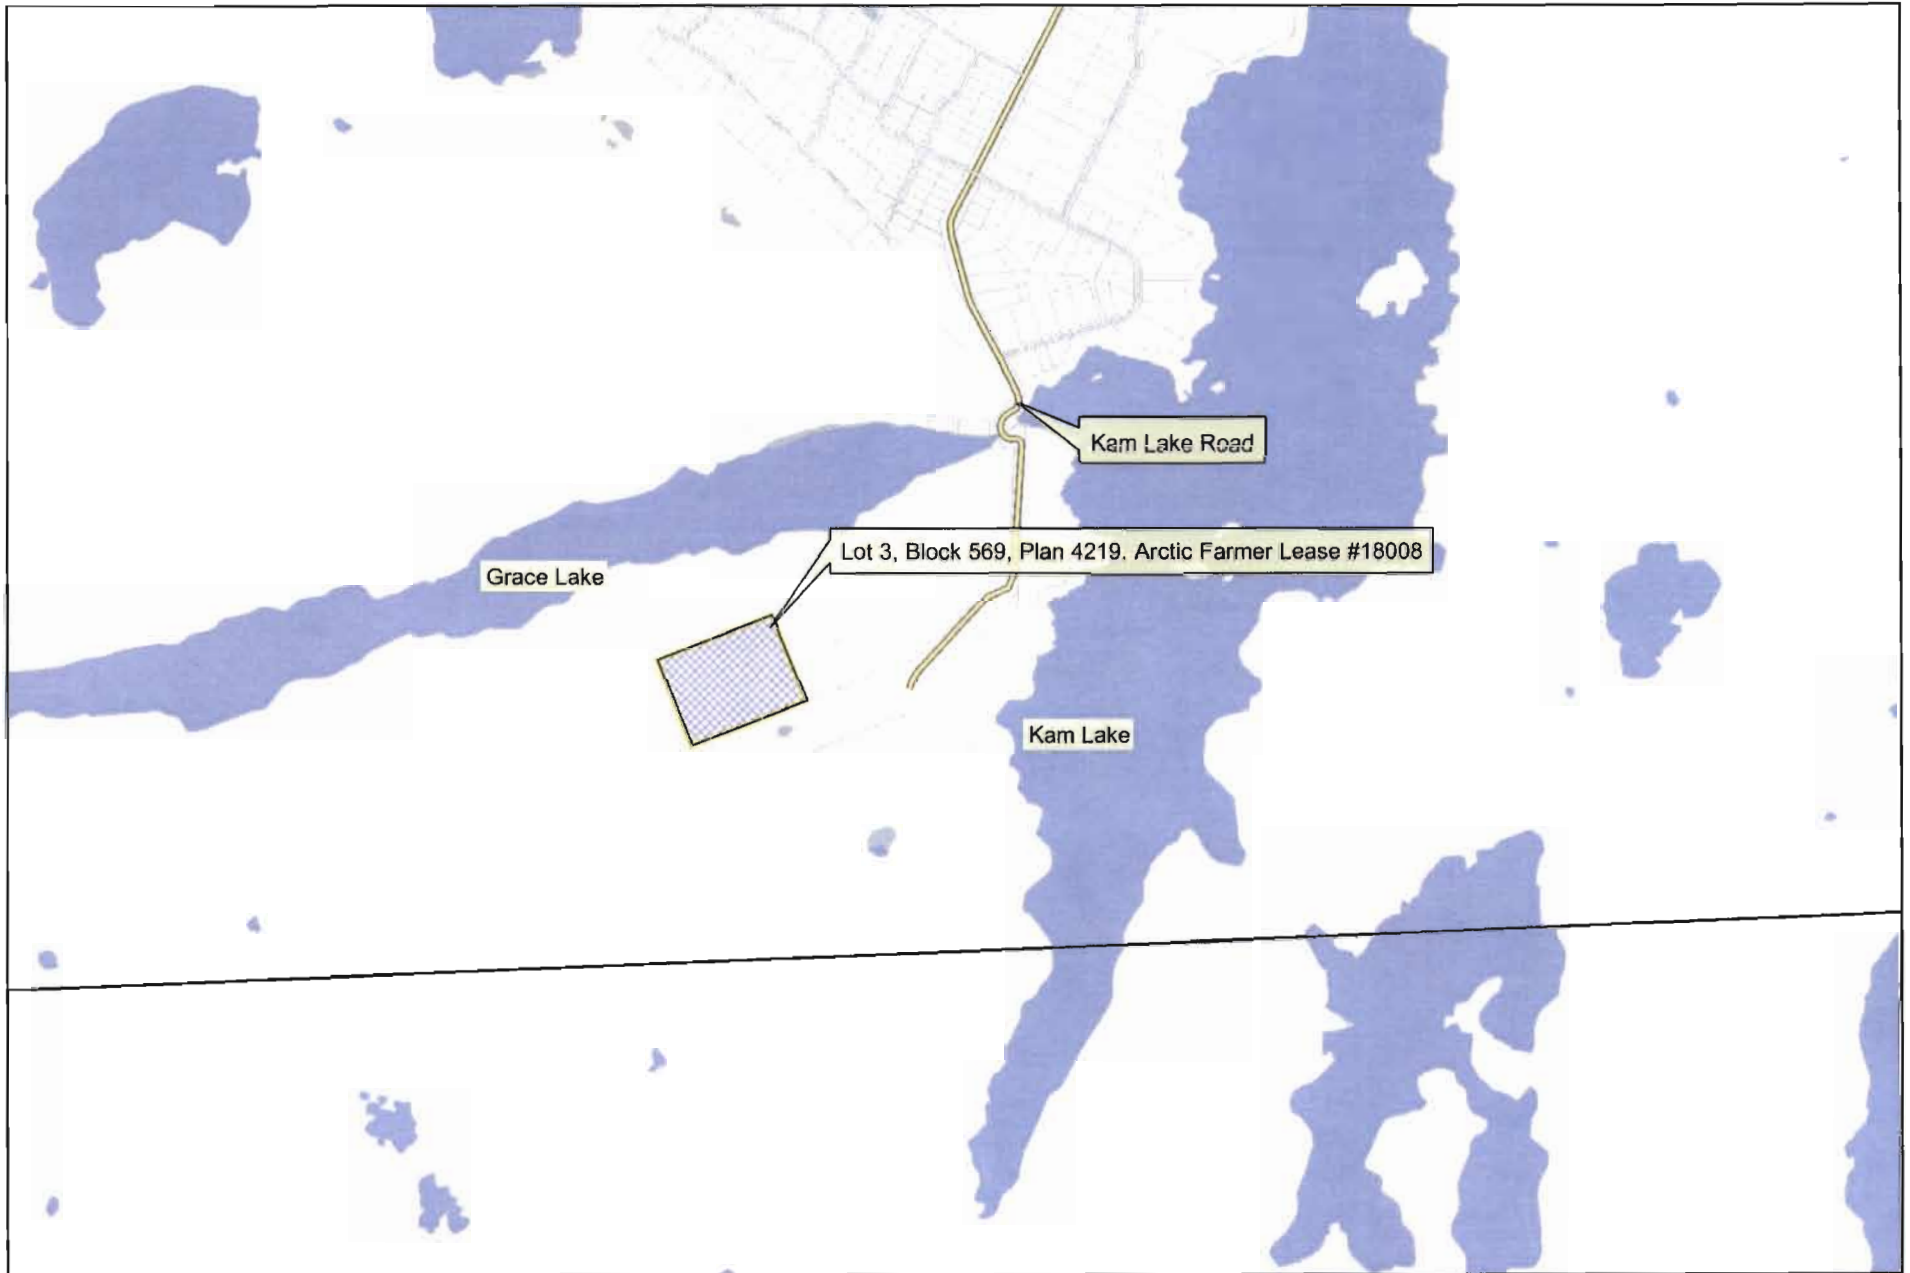 Kam Lake Road
Lot 3, Block 569, Plan 4219. Arctic Farmer Lease #18008
Grace Lake
Kam Lake